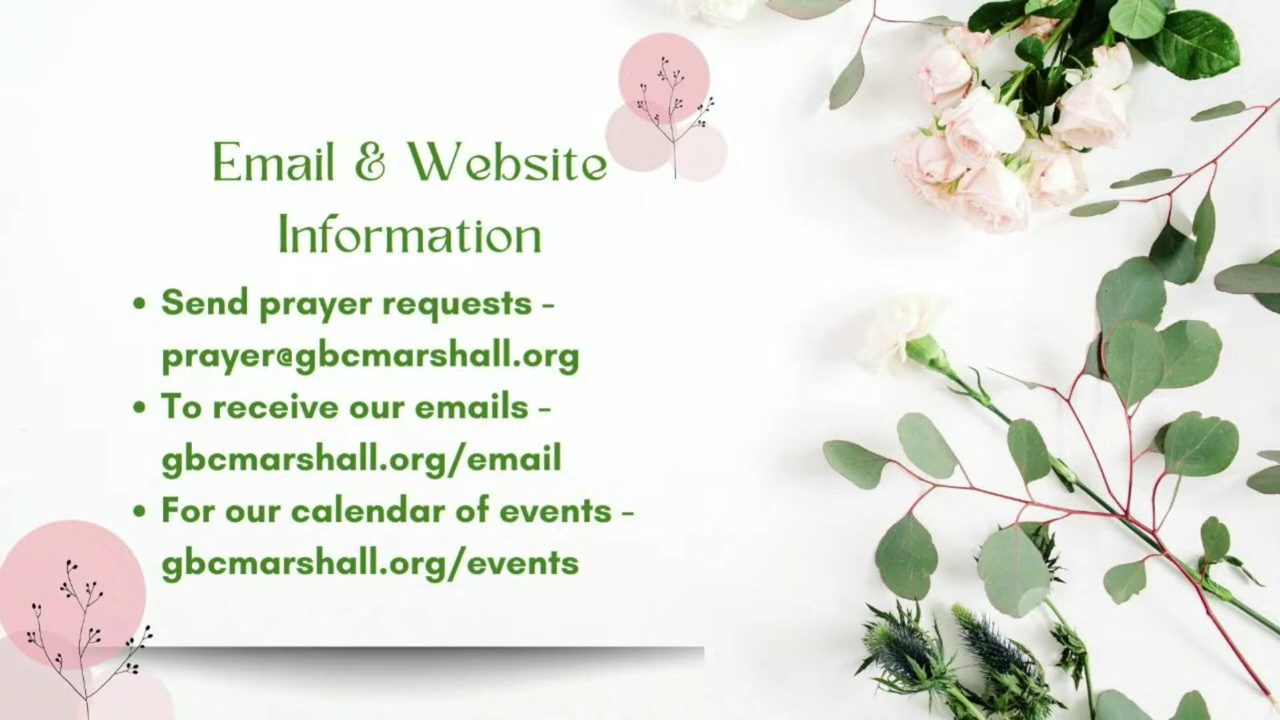 Email & Website
Information
• Send prayer requests -
prayer@gbcmarshall.org
• To receive our emails -
gbcmarshall.org/email
• For our calendar of events -
gbcmarshall.org/events